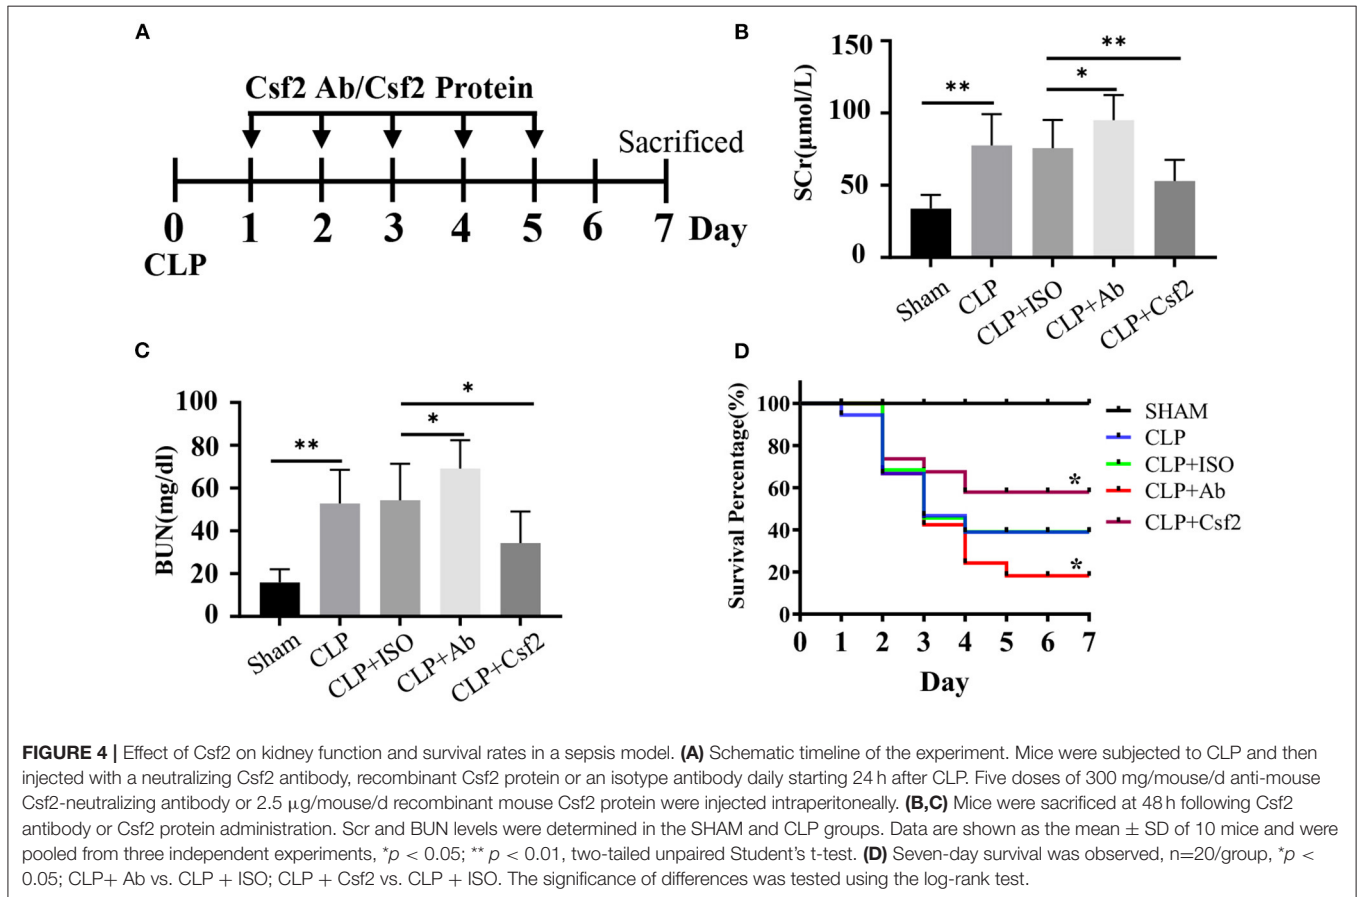 A
Csf2 Ab/Csf2 Protein
Sacrificed
0 1 2 3 4 5 6 7 Day
CLP
B
SCr(μmol/L)
150
100
50
0
**
*
**
Sham
CLP
CLP+ISO
CLP+Ab
CLP+Csf2
C
BUN(mg/dl)
100
80
60
40
20
0
**
*
*
Sham
CLP
CLP+ISO
CLP+Ab
CLP+Csf2
D
Survival Percentage(%)
100
80
60
40
20
0
*
*
0 1 2 3 4 5 6 7
Day
SHAM
CLP
CLP+ISO
CLP+Ab
CLP+Csf2
FIGURE 4 | Effect of Csf2 on kidney function and survival rates in a sepsis model. (A) Schematic timeline of the experiment. Mice were subjected to CLP and then
injected with a neutralizing Csf2 antibody, recombinant Csf2 protein or an isotype antibody daily starting 24 h after CLP. Five doses of 300 mg/mouse/d anti-mouse
Csf2-neutralizing antibody or 2.5 μg/mouse/d recombinant mouse Csf2 protein were injected intraperitoneally. (B,C) Mice were sacrificed at 48 h following Csf2
antibody or Csf2 protein administration. Scr and BUN levels were determined in the SHAM and CLP groups. Data are shown as the mean ± SD of 10 mice and were
pooled from three independent experiments, *p < 0.05; ** p < 0.01, two-tailed unpaired Student's t-test. (D) Seven-day survival was observed, n=20/group, *p <
0.05; CLP+ Ab vs. CLP + ISO; CLP + Csf2 vs. CLP + ISO. The significance of differences was tested using the log-rank test.